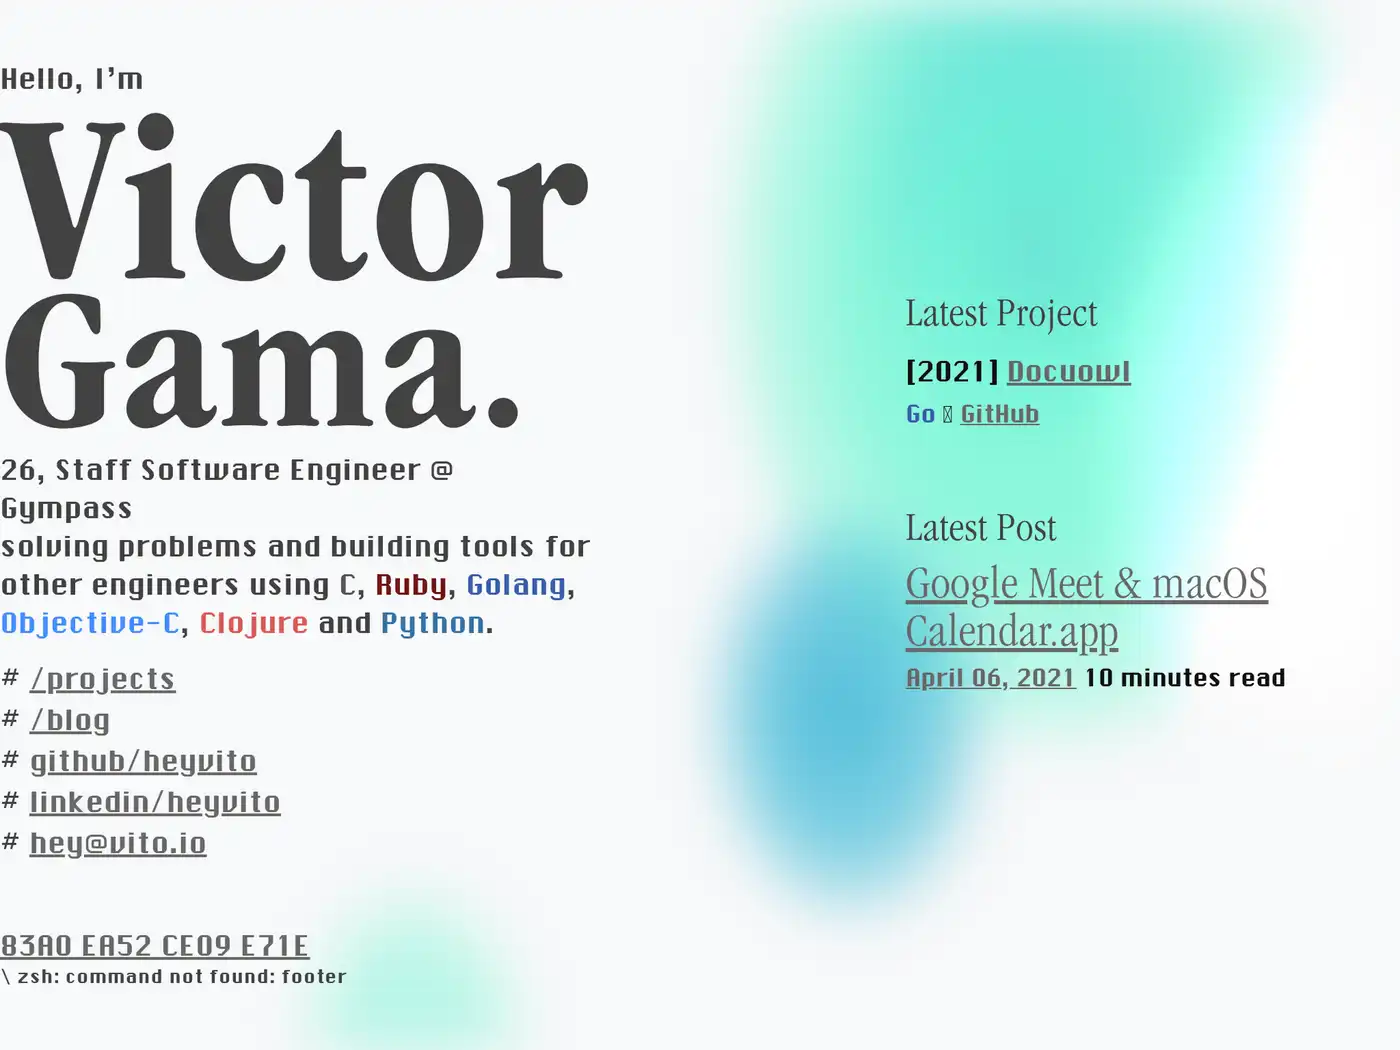 Hello, I’m
Victor
Gama.
26, Staff Software Engineer @
Gympass
solving problems and building tools for
other engineers using C, Ruby, Golang,
Objective-C, Clojure and Python.
# /projects
# /blog
# github/heyvito
# linkedin/heyvito
# hey@vito.io
83A0 EA52 CE09 E71E
\ zsh: command not found: footer
Latest Project
[2021] Docuowl
Go GitHub
Latest Post
Google Meet & macOS
Calendar.app
April 06, 2021 10 minutes read